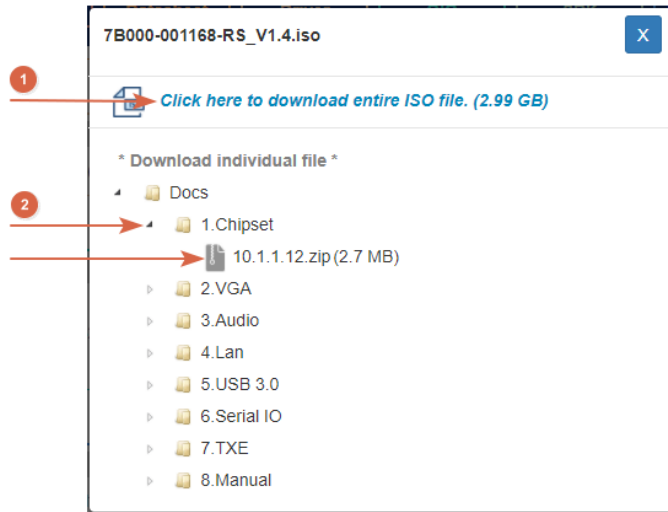 7B000-001168-RS_V1.4.iso
X
1
Click here to download entire ISO file. (2.99 GB)
* Download individual file *
Docs
2
1.Chipset
10.1.1.12.zip (2.7 MB)
2.VGA
3.Audio
4.Lan
5.USB 3.0
6.Serial IO
7.TXE
8.Manual